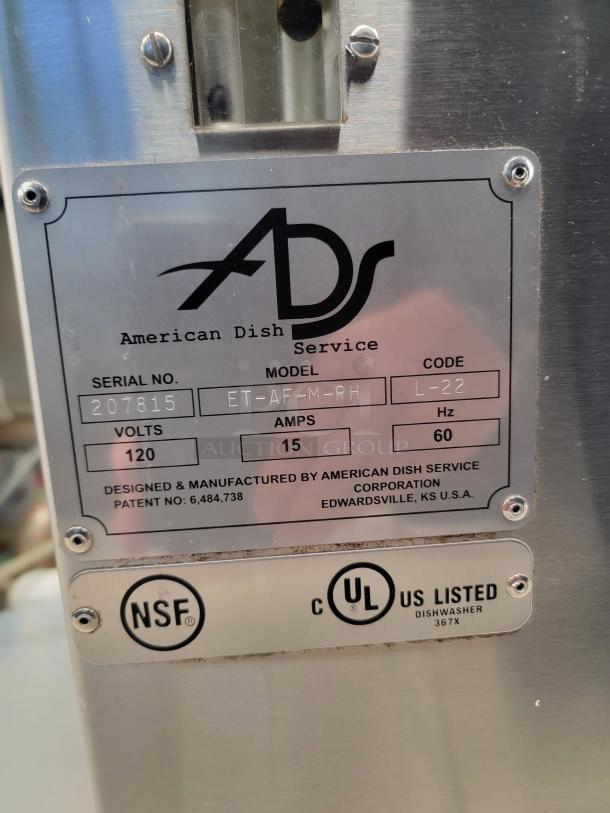 ADS
American Dish
Service
SERIAL NO. MODEL CODE
207815 ET-AF-M-RH L-22
VOLTS AMPS Hz
120 15 60
AUCTION GROUP
DESIGNED & MANUFACTURED BY AMERICAN DISH SERVICE
CORPORATION
PATENT NO: 6,484,738 EDWARDSVILLE, KS U.S.A.
NSF®
C UL® US LISTED
DISHWASHER
367X